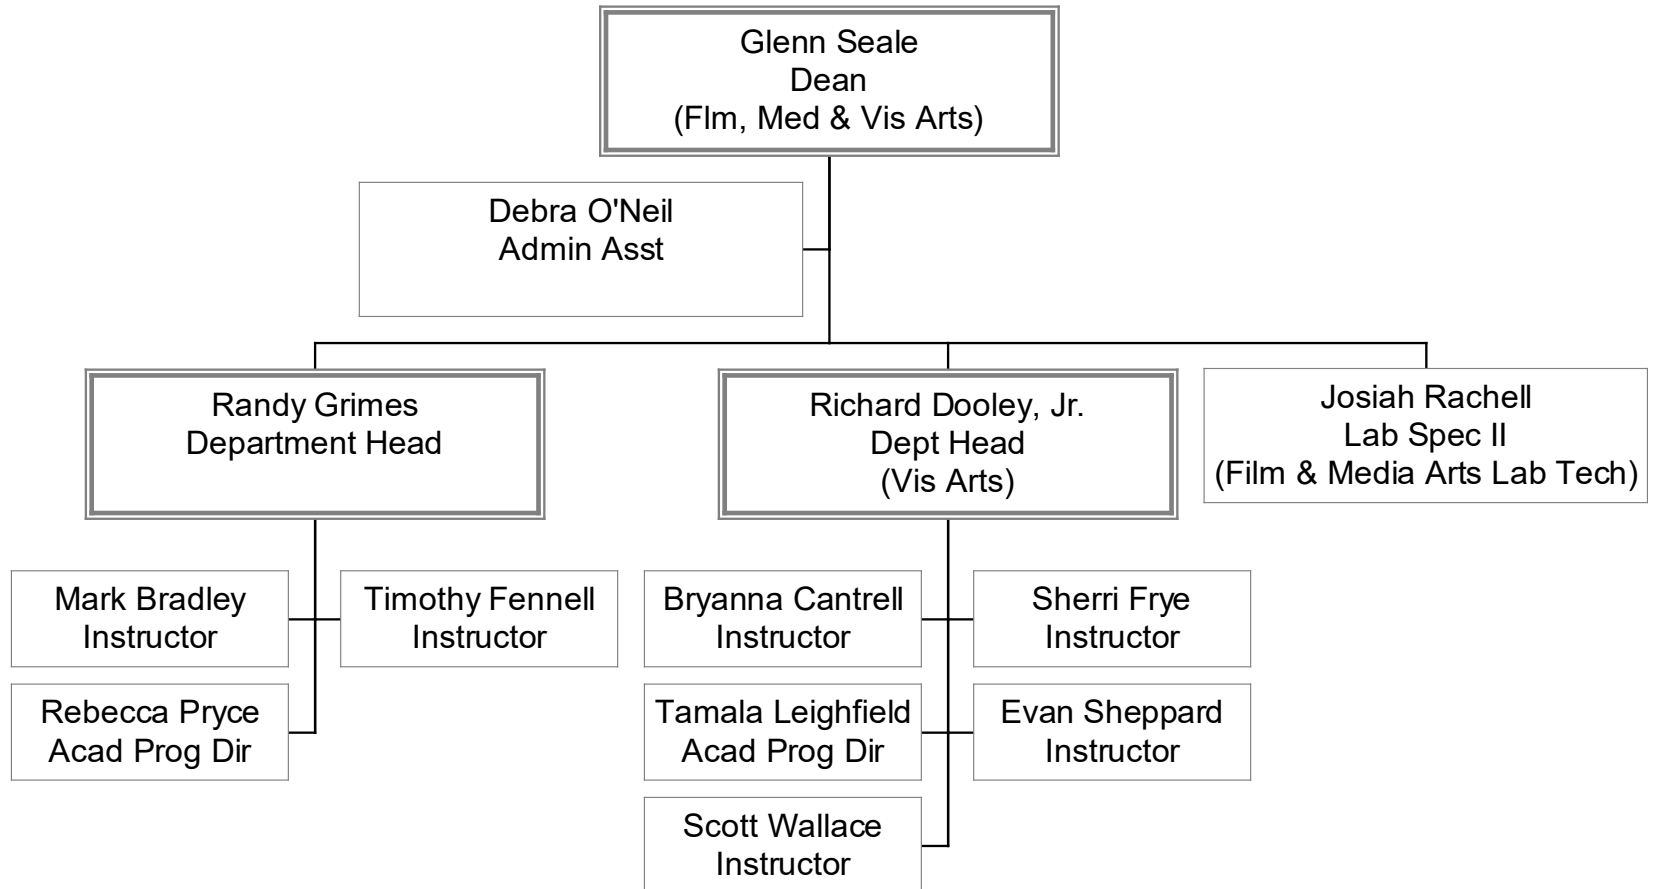 Glenn Seale
Dean
(Flm, Med & Vis Arts)
Debra O'Neil
Admin Asst
Randy Grimes
Department Head
Richard Dooley, Jr.
Dept Head
(Vis Arts)
Josiah Rachell
Lab Spec II
(Film & Media Arts Lab Tech)
Mark Bradley
Instructor
Timothy Fennell
Instructor
Rebecca Pryce
Acad Prog Dir
Bryanna Cantrell
Instructor
Sherri Frye
Instructor
Tamala Leighfield
Acad Prog Dir
Evan Sheppard
Instructor
Scott Wallace
Instructor